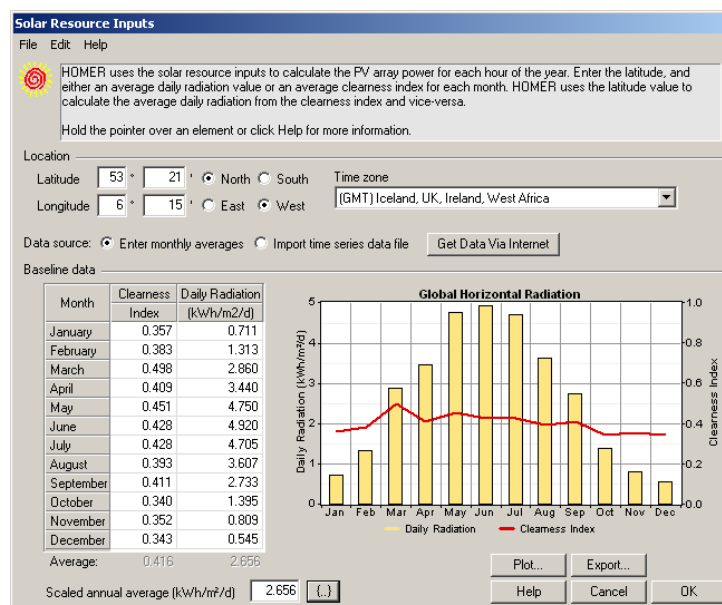 Solar Resource Inputs
File Edit Help
HOMER uses the solar resource inputs to calculate the PV array power for each hour of the year. Enter the latitude, and
either an average daily radiation value or an average clearness index for each month. HOMER uses the latitude value to
calculate the average daily radiation from the clearness index and vice-versa.
Hold the pointer over an element or click Help for more information.
Location
Latitude 53 ° 21 ' North South Time zone
Longitude 6 ° 15 ' East West (GMT) Iceland, UK, Ireland, West Africa
Data source: Enter monthly averages Import time series data file Get Data Via Internet
Baseline data
Month Clearness Daily Radiation
Index (kWh/m2/d)
January 0.357 0.711
February 0.383 1.313
March 0.498 2.860
April 0.409 3.440
May 0.451 4.750
June 0.428 4.920
July 0.428 4.705
August 0.393 3.607
September 0.411 2.733
October 0.340 1.395
November 0.352 0.809
December 0.343 0.545
Average: 0.416 2.656
Scaled annual average (kWh/m²/d) 2.656 {..}
Global Horizontal Radiation
Daily Radiation (kWh/m²/d)
5
4
3
2
1
0
Jan Feb Mar Apr May Jun Jul Aug Sep Oct Nov Dec
1.0
0.8
0.6
0.4
0.2
0.0
Clearness Index
Daily Radiation Clearness Index
Plot... Export...
Help Cancel OK